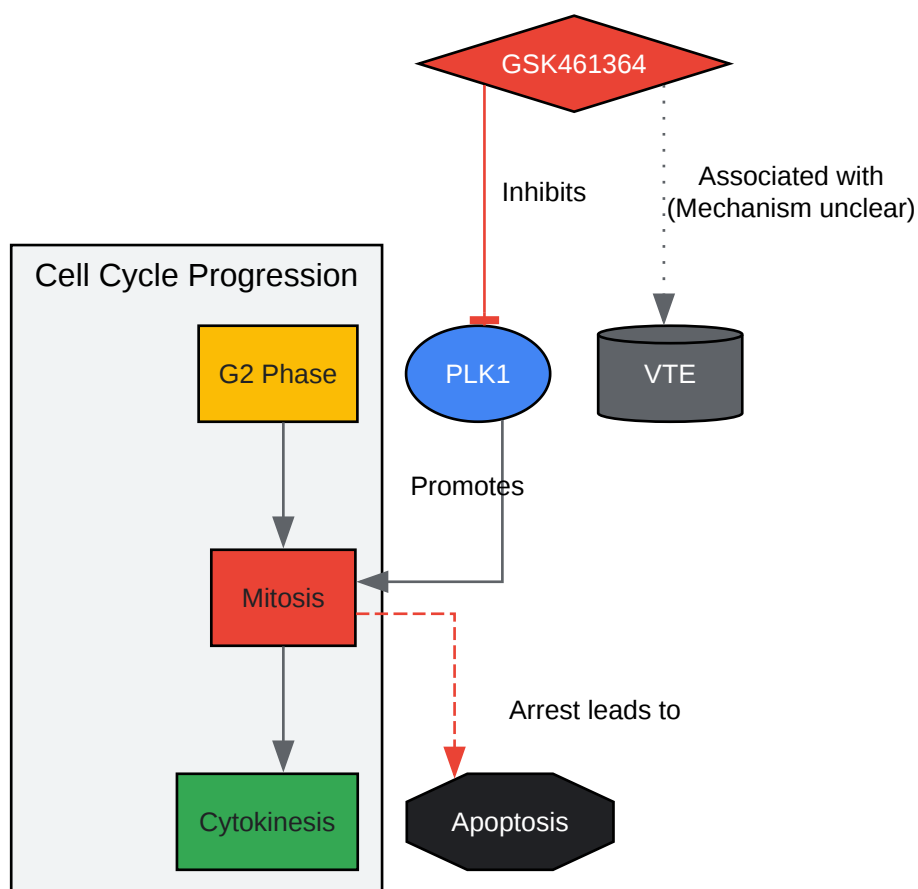 GSK461364
Inhibits
Associated with
(Mechanism unclear)
Cell Cycle Progression
G2 Phase
PLK1
VTE
Promotes
Mitosis
Arrest leads to
Cytokinesis
Apoptosis